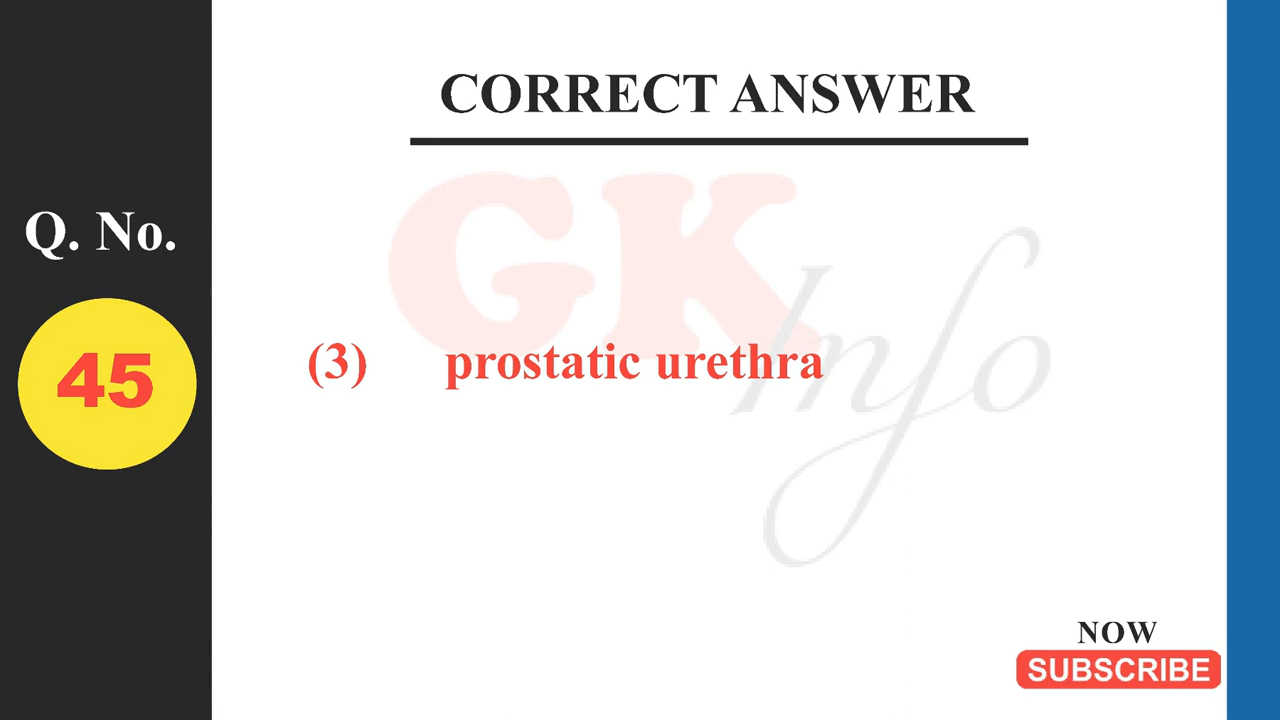 CORRECT ANSWER
GK Info
Q. No.
45
(3) prostatic urethra
NOW
SUBSCRIBE